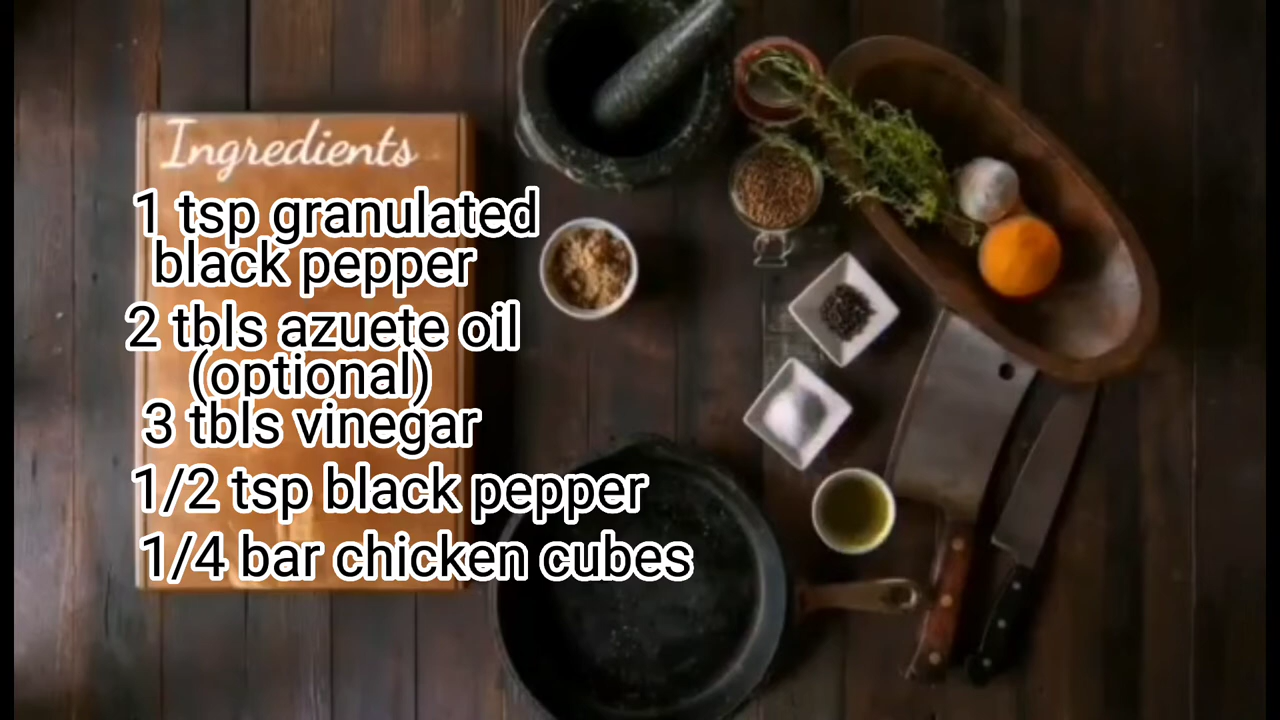 Ingredients
1 tsp granulated
black pepper
2 tbls azuete oil
(optional)
3 tbls vinegar
1/2 tsp black pepper
1/4 bar chicken cubes